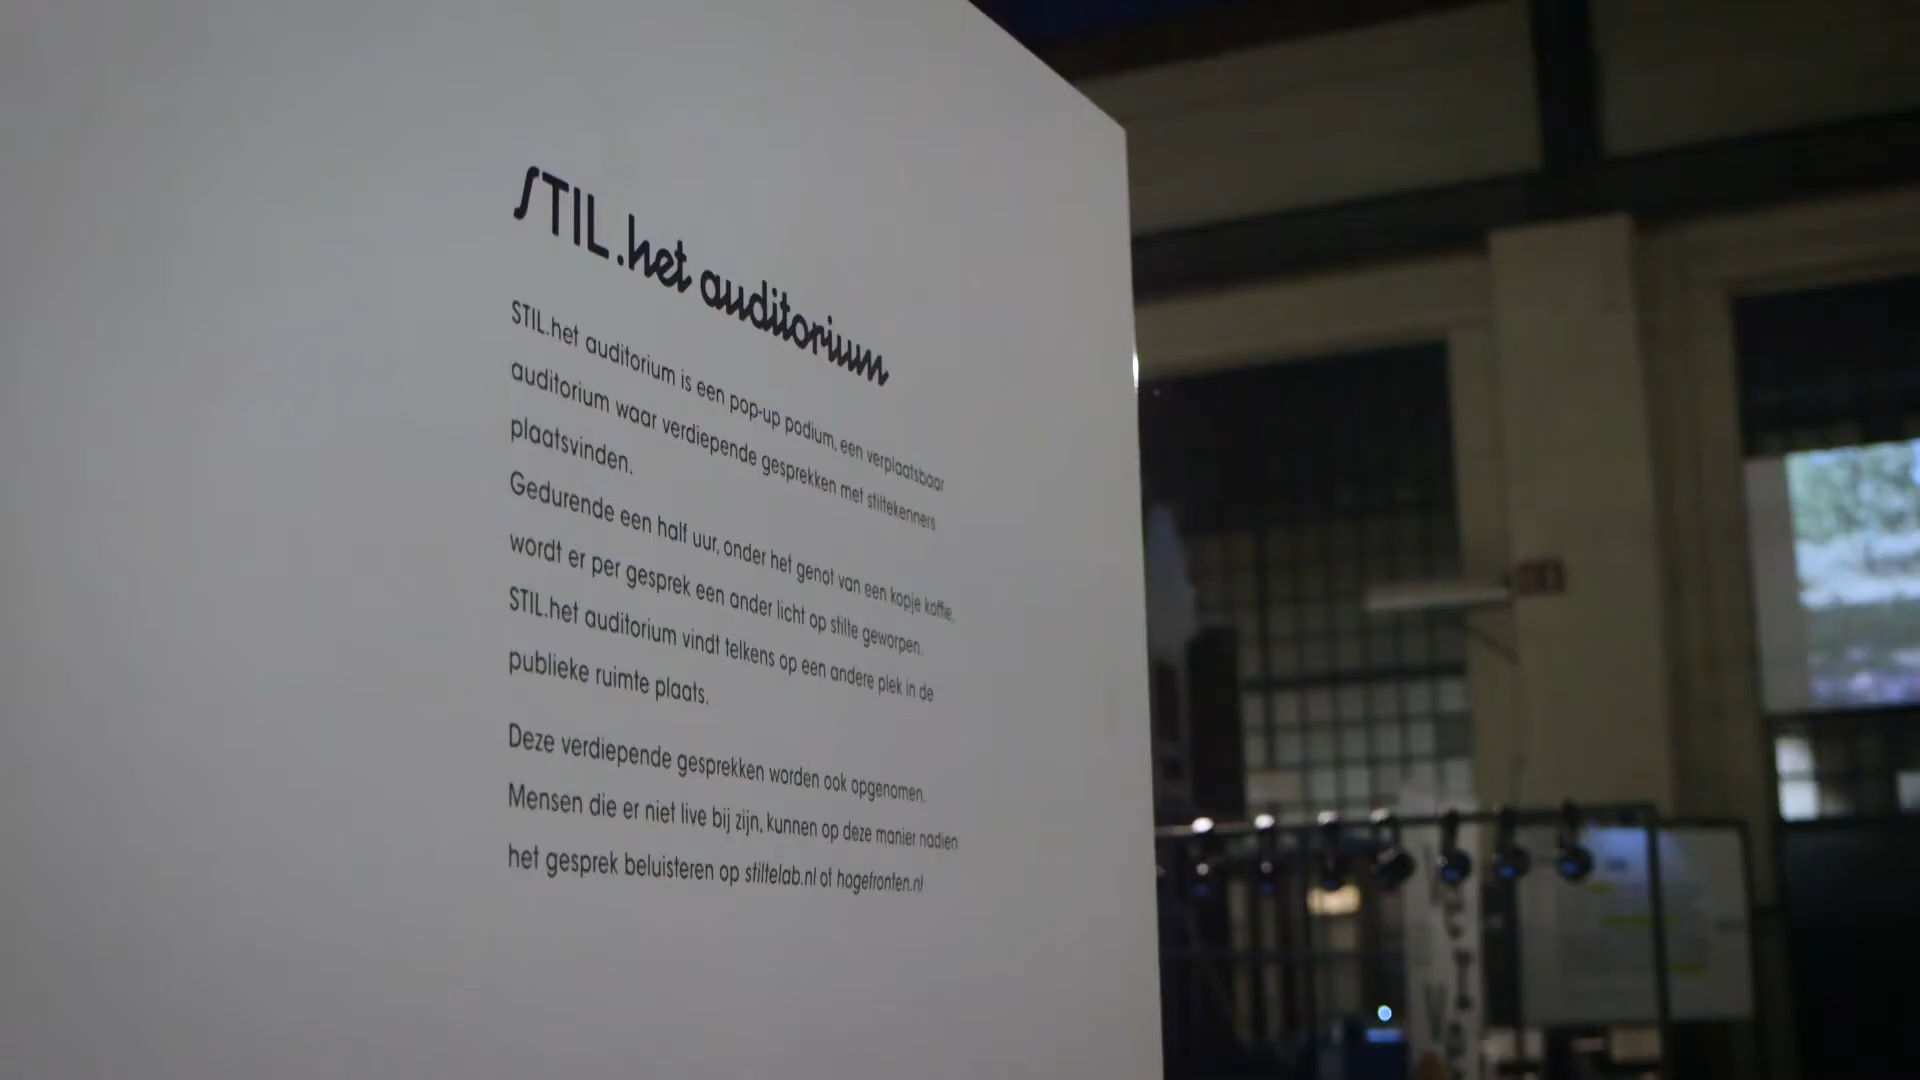 STIL.het auditorium
STIL.het auditorium is een pop-up podium, een verplaatsbaar
auditorium waar verdiepende gesprekken met stiltekenners
plaatsvinden.
Gedurende een half uur, onder het genot van een kopje koffie,
wordt er per gesprek een ander licht op stilte geworpen.
STIL.het auditorium vindt telkens op een andere plek in de
publieke ruimte plaats.
Deze verdiepende gesprekken worden ook opgenomen.
Mensen die er niet live bij zijn, kunnen op deze manier nadien
het gesprek beluisteren op stiltelab.nl of hogefronten.nl